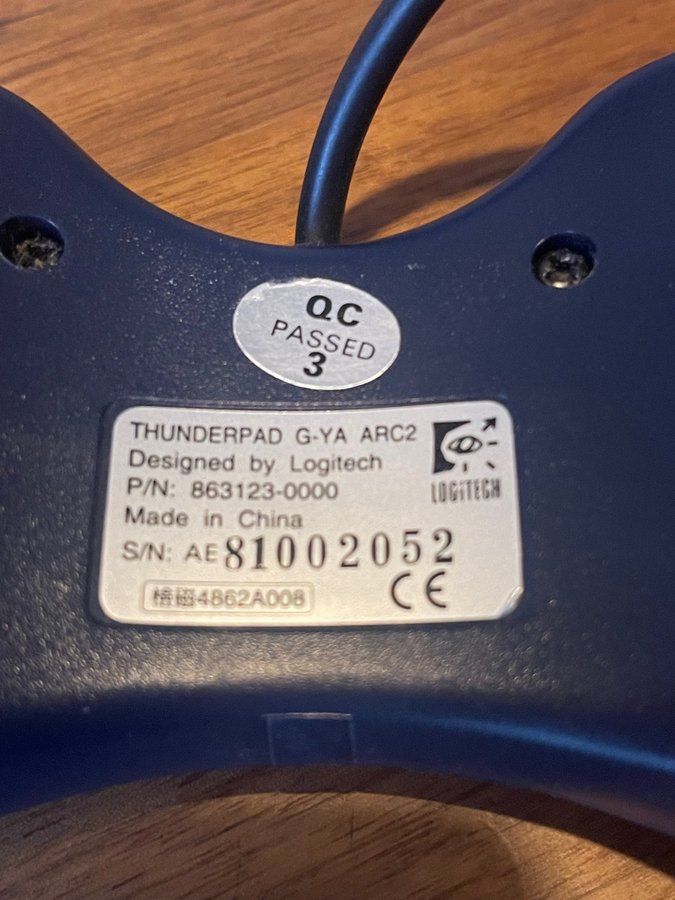 QC
PASSED
3
THUNDERPAD G-YA ARC2
Designed by Logitech
P/N: 863123-0000
Made in China
S/N: AE 81002052
4862A008
CE
LOGiTECH